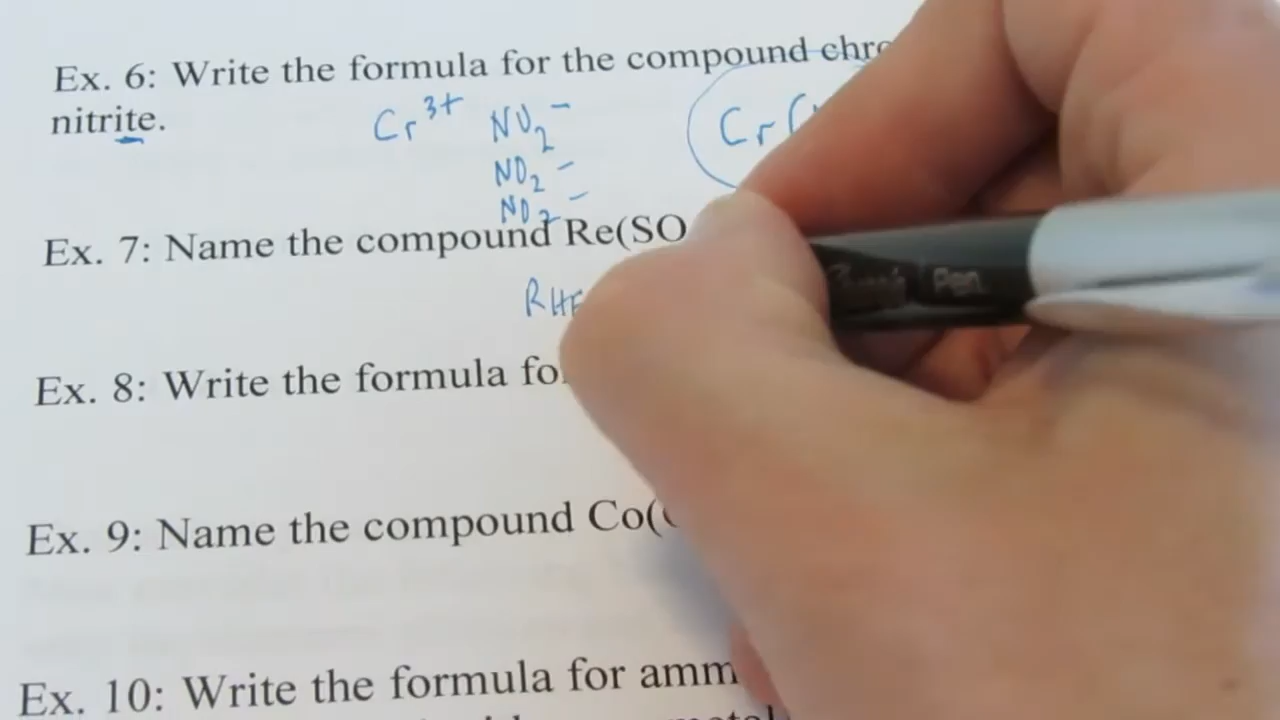 Ex. 6: Write the formula for the compound chro
nitrite.
Cr3+ NO2- Cr(
NO2-
NO2-
Ex. 7: Name the compound Re(SO
RHE
Ex. 8: Write the formula fo
Ex. 9: Name the compound Co(
Ex. 10: Write the formula for amm
Pen